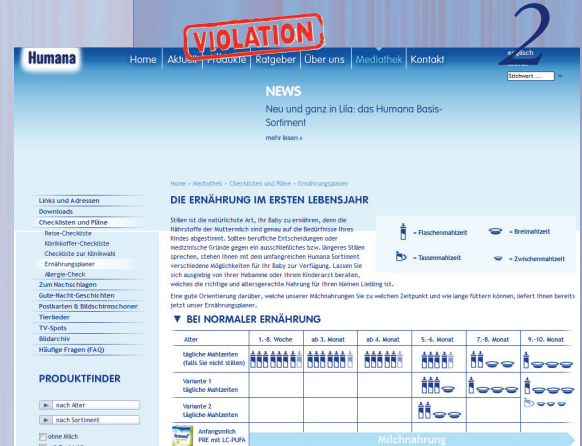 VIOLATION
2
Humana
Home
Aktuell
Produkte
Ratgeber
Über uns
Mediathek
Kontakt
englisch
Stichwort ...
NEWS
Neu und ganz in Lila: das Humana Basis-
Sortiment
mehr lesen »
Home » Mediathek » Checklisten und Pläne » Ernährungsplaner
Links und Adressen
Downloads
Checklisten und Pläne
Reise-Checkliste
Klinikkoffer-Checkliste
Checkliste zur Klinikwahl
Ernährungsplaner
Allergie-Check
Zum Nachschlagen
Gute-Nacht-Geschichten
Postkarten & Bildschirmschoner
Tierlieder
TV-Spots
Bildarchiv
Häufige Fragen (FAQ)
PRODUKTFINDER
nach Alter
nach Sortiment
ohne Milch
DIE ERNÄHRUNG IM ERSTEN LEBENSJAHR
Stillen ist die natürlichste Art, Ihr Baby zu ernähren, denn die
Nährstoffe der Muttermilch sind genau auf die Bedürfnisse Ihres
Kindes abgestimmt. Sollten berufliche Entscheidungen oder
medizinische Gründe gegen ein ausschließliches bzw. längeres Stillen
sprechen, stehen Ihnen mit dem umfangreichen Humana Sortiment
verschiedene Möglichkeiten für Ihr Baby zur Verfügung. Lassen Sie
sich ausgiebig von Ihrer Hebamme oder Ihrem Kinderarzt beraten,
welches die richtige und altersgerechte Nahrung für Ihren kleinen Liebling ist.
= Flaschenmahlzeit
= Breimahlzeit
= Tassenmahlzeit
= Zwischenmahlzeit
Eine gute Orientierung darüber, welche unserer Milchnahrungen Sie zu welchem Zeitpunkt und wie lange füttern können, liefert Ihnen bereits
jetzt unser Ernährungsplaner.
▼ BEI NORMALER ERNÄHRUNG
Alter
1.-8. Woche
ab 3. Monat
ab 4. Monat
5.-6. Monat
7.-8. Monat
9.-10. Monat
tägliche Mahlzeiten
(falls Sie nicht stillen)
Variante 1
tägliche Mahlzeiten
Variante 2
tägliche Mahlzeiten
Anfangsmilch
PRE mit LC-PUFA
Milchnahrung